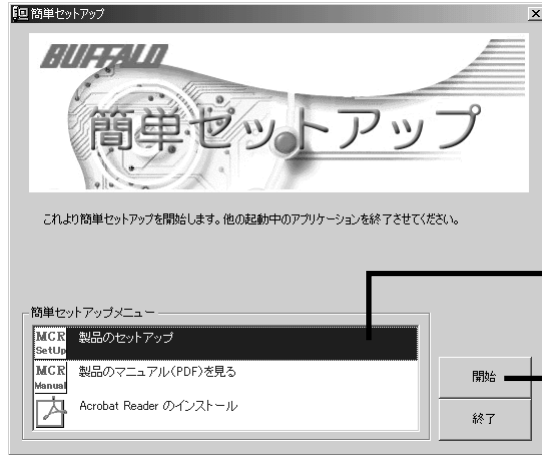 簡単セットアップ
BUFFALO
簡単セットアップ
これより簡単セットアップを開始します。他の起動中のアプリケーションを終了させてください。
簡単セットアップメニュー
MCR SetUp 製品のセットアップ
MCR Manual 製品のマニュアル(PDF)を見る
Acrobat Reader のインストール
開始
終了